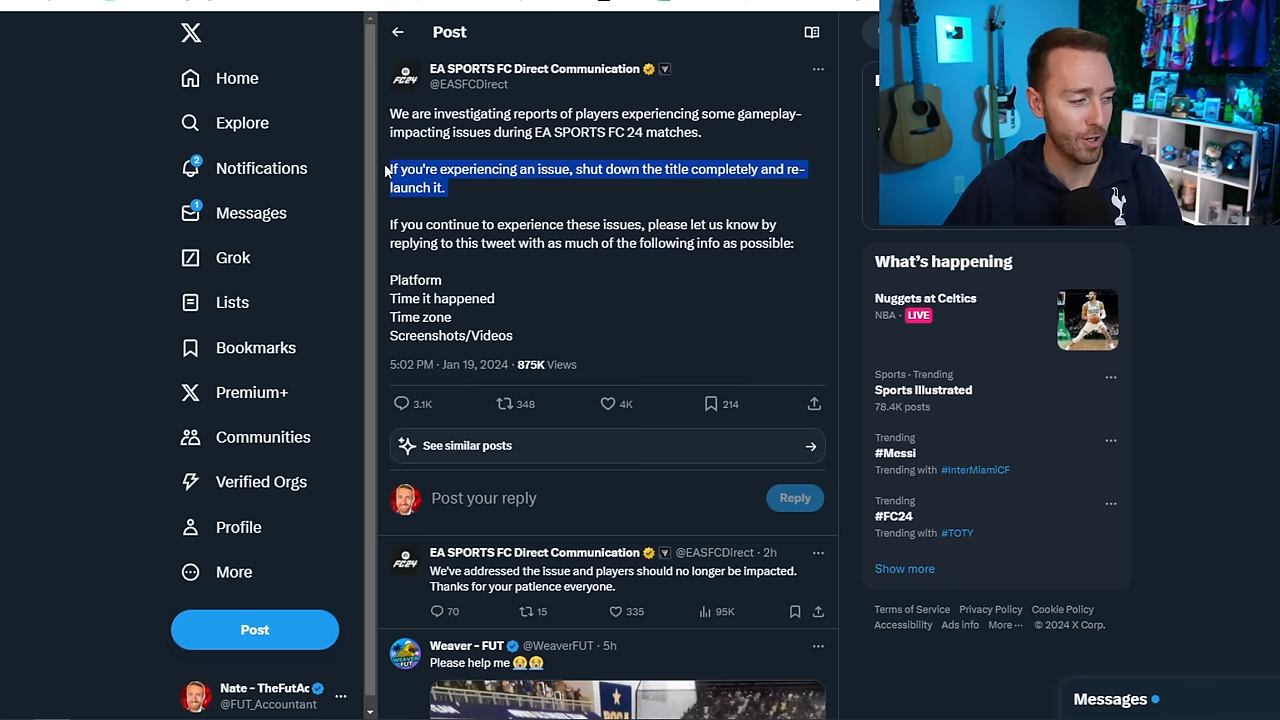 Home
Explore
2
Notifications
1
Messages
Grok
Lists
Bookmarks
Premium+
Communities
Verified Orgs
Profile
More
Post
Nate - TheFutAc
@FUT_Accountant
Post
FC24
EA SPORTS FC Direct Communication
@EASFCDirect
We are investigating reports of players experiencing some gameplay-
impacting issues during EA SPORTS FC 24 matches.
If you're experiencing an issue, shut down the title completely and re-
launch it.
If you continue to experience these issues, please let us know by
replying to this tweet with as much of the following info as possible:
Platform
Time it happened
Time zone
Screenshots/Videos
5:02 PM · Jan 19, 2024 · 875K Views
3.1K 348 4K 214
See similar posts
Post your reply
Reply
FC24
EA SPORTS FC Direct Communication @EASFCDirect · 2h
We've addressed the issue and players should no longer be impacted.
Thanks for your patience everyone.
70 15 335 95K
Weaver - FUT @WeaverFUT · 5h
Please help me 😭😭
What's happening
Nuggets at Celtics
NBA · LIVE
Sports · Trending
Sports Illustrated
78.4K posts
Trending
#Messi
Trending with #InterMiamiCF
Trending
#FC24
Trending with #TOTY
Show more
Terms of Service Privacy Policy Cookie Policy
Accessibility Ads info More ··· © 2024 X Corp.
Messages